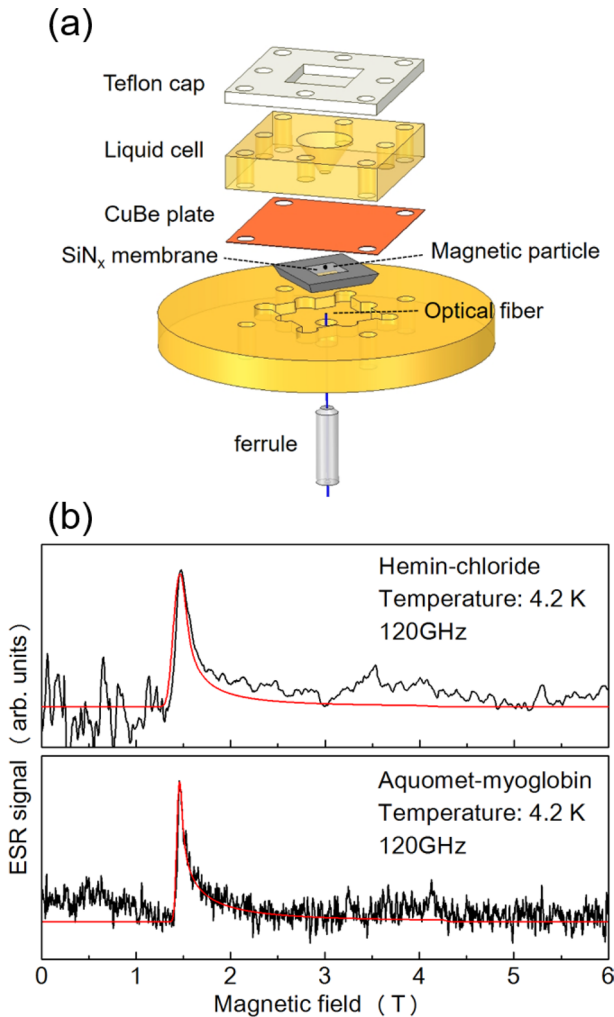 (a)
Teflon cap
Liquid cell
CuBe plate
SiNx membrane
Magnetic particle
Optical fiber
ferrule
(b)
Hemin-chloride
Temperature: 4.2 K
120GHz
Aquomet-myoglobin
Temperature: 4.2 K
120GHz
ESR signal (arb. units)
0 1 2 3 4 5 6
Magnetic field (T)